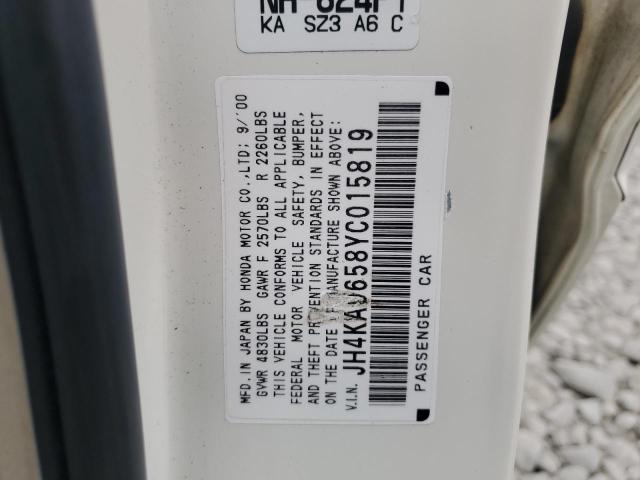 NH-624P1
KA SZ3 A6 C
MFD.IN JAPAN BY HONDA MOTOR CO.,LTD; 9/'00
GVWR 4830LBS GAWR F 2570LBS R 2260LBS
THIS VEHICLE CONFORMS TO ALL APPLICABLE
FEDERAL MOTOR VEHICLE SAFETY, BUMPER,
AND THEFT PREVENTION STANDARDS IN EFFECT
ON THE DATE OF MANUFACTURE SHOWN ABOVE:
V.I.N. JH4KA9658YC015819
PASSENGER CAR